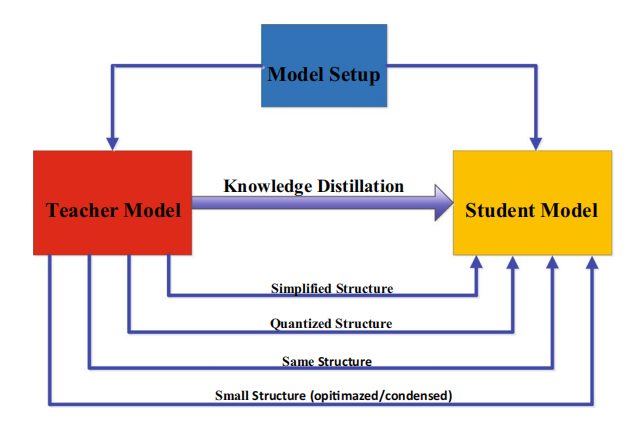 Model Setup
Knowledge Distillation
Teacher Model
Student Model
Simplified Structure
Quantized Structure
Same Structure
Small Structure (opitimazed/condensed)